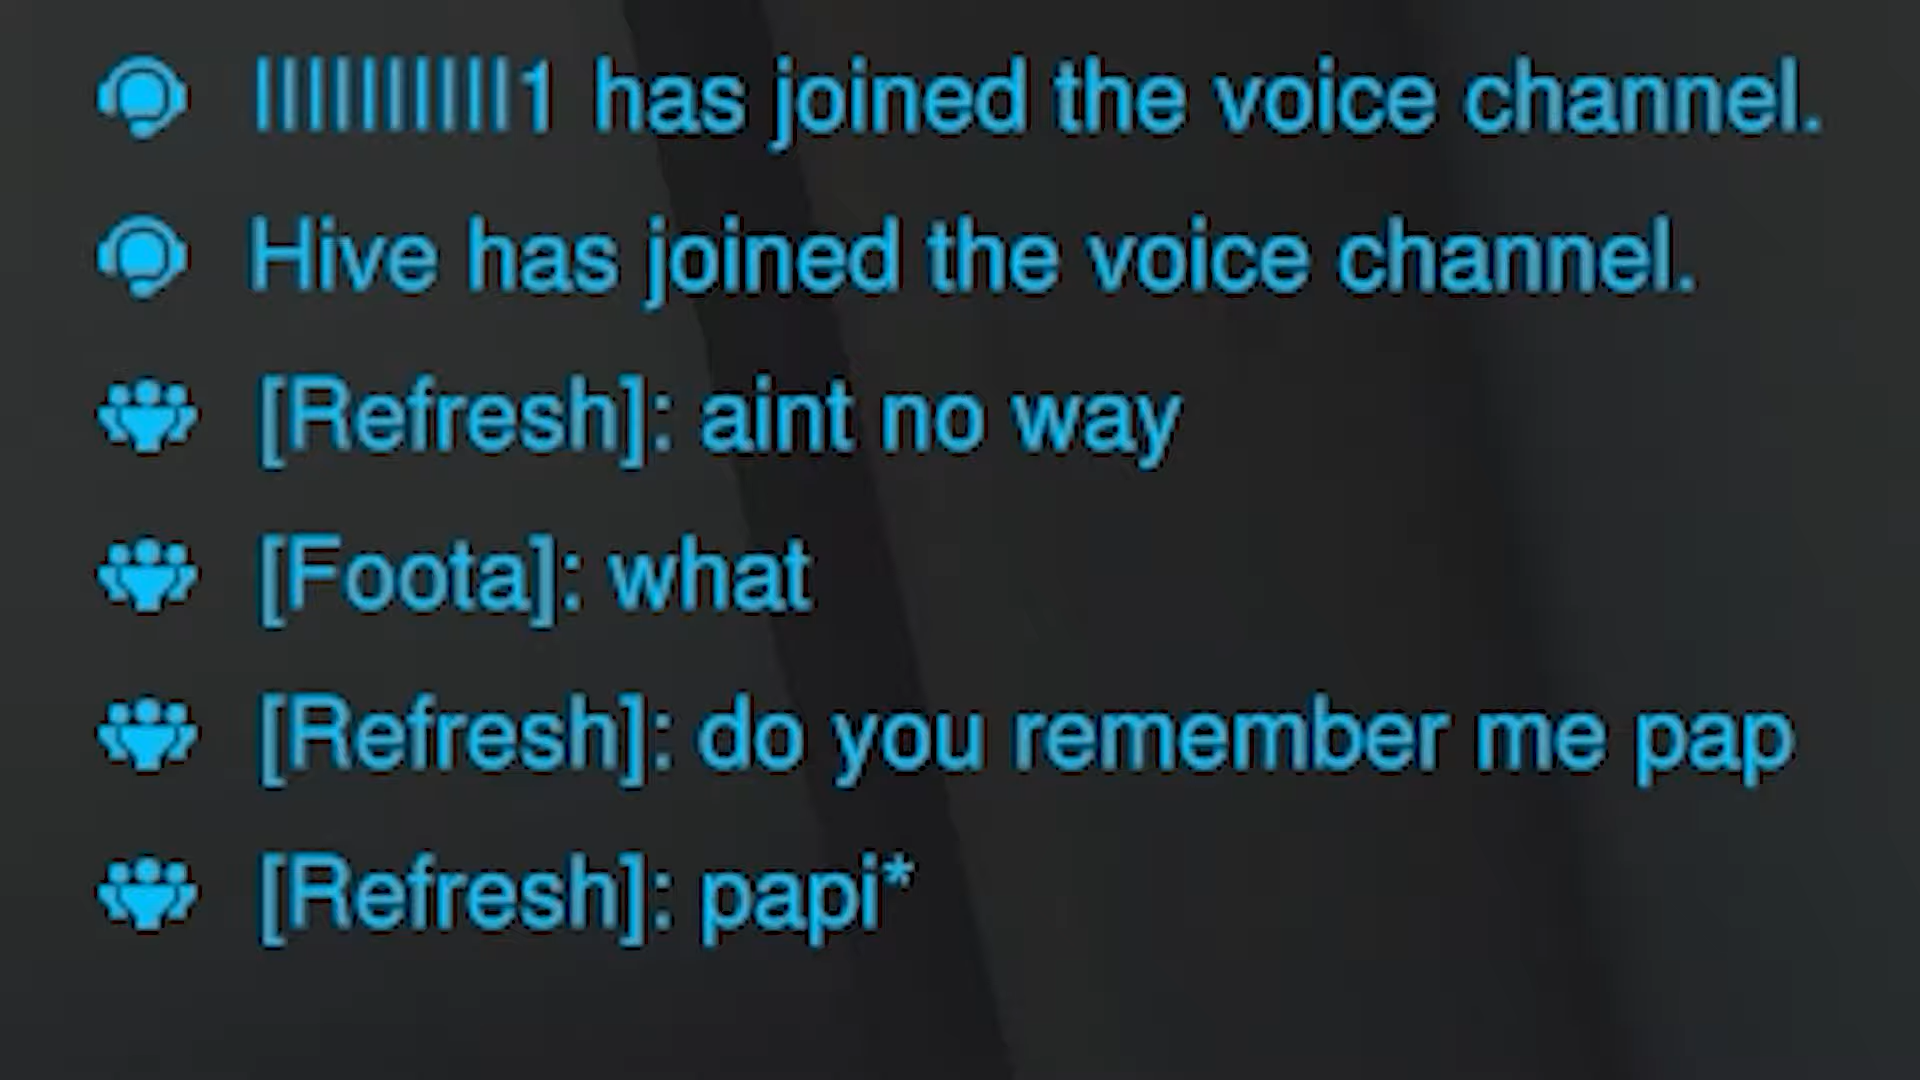 llllllllll1 has joined the voice channel.
Hive has joined the voice channel.
[Refresh]: aint no way
[Foota]: what
[Refresh]: do you remember me pap
[Refresh]: papi*